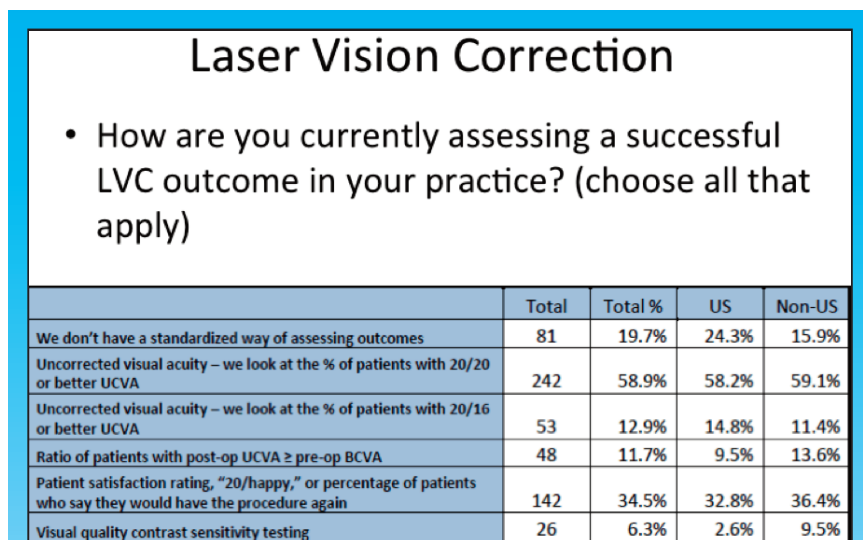 Laser Vision Correction
• How are you currently assessing a successful
LVC outcome in your practice? (choose all that
apply)
Total Total % US Non-US
We don't have a standardized way of assessing outcomes 81 19.7% 24.3% 15.9%
Uncorrected visual acuity – we look at the % of patients with 20/20
or better UCVA 242 58.9% 58.2% 59.1%
Uncorrected visual acuity – we look at the % of patients with 20/16
or better UCVA 53 12.9% 14.8% 11.4%
Ratio of patients with post-op UCVA ≥ pre-op BCVA 48 11.7% 9.5% 13.6%
Patient satisfaction rating, "20/happy," or percentage of patients
who say they would have the procedure again 142 34.5% 32.8% 36.4%
Visual quality contrast sensitivity testing 26 6.3% 2.6% 9.5%